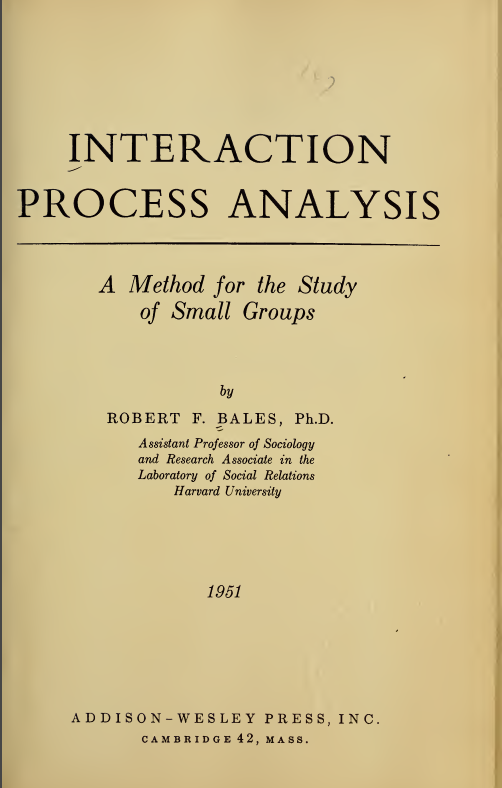 INTERACTION
PROCESS ANALYSIS
A Method for the Study
of Small Groups
by
ROBERT F. BALES, Ph.D.
Assistant Professor of Sociology
and Research Associate in the
Laboratory of Social Relations
Harvard University
1951
ADDISON-WESLEY PRESS, INC.
CAMBRIDGE 42, MASS.